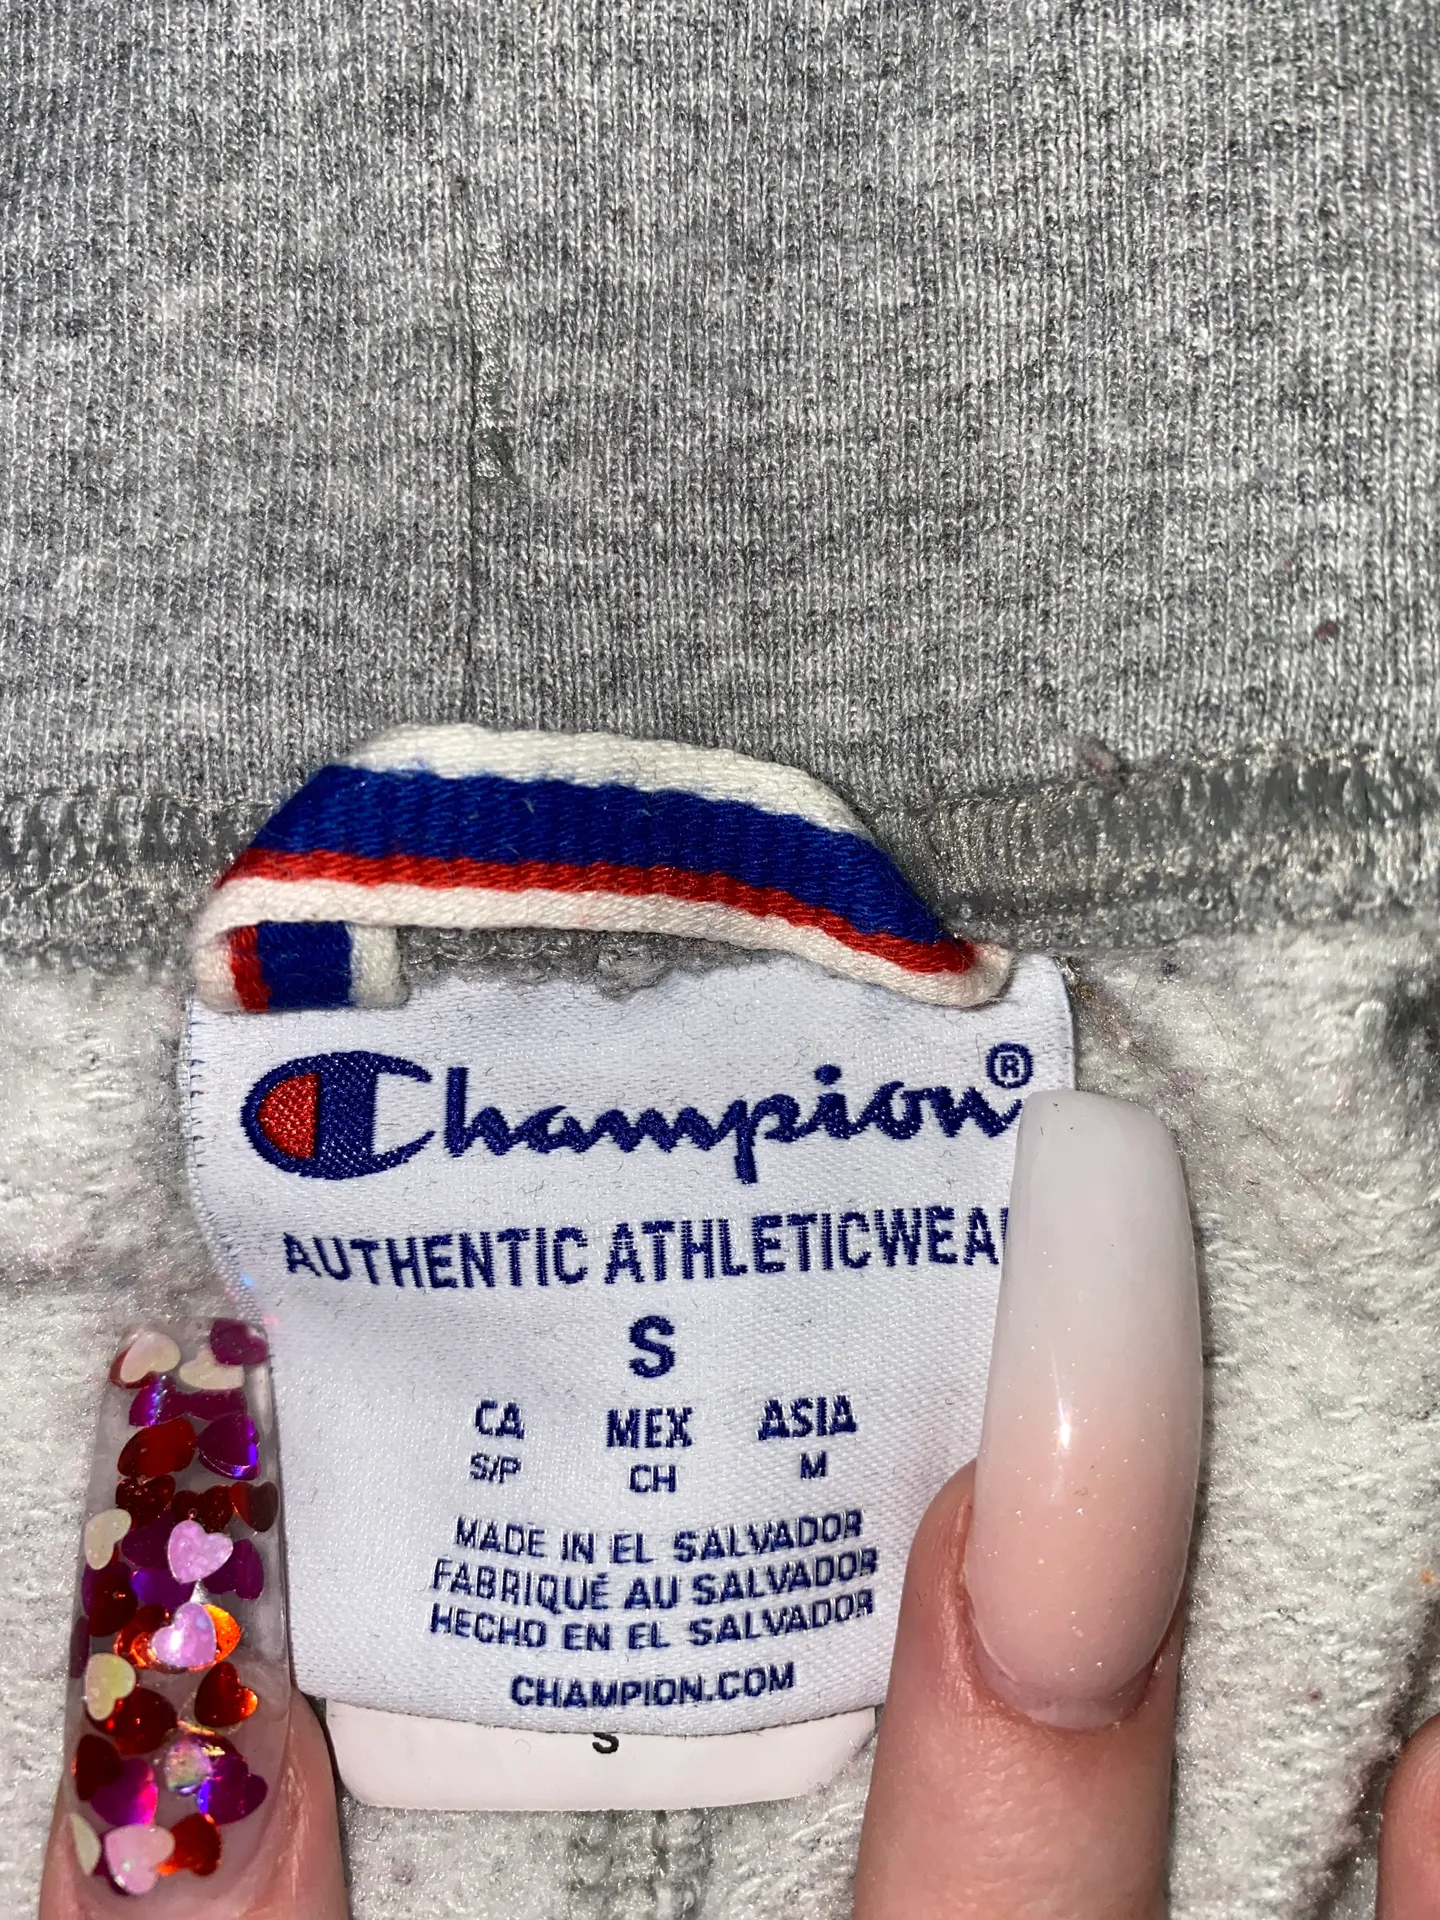 Champion®
AUTHENTIC ATHLETICWEA
S
CA MEX ASIA
S/P CH M
MADE IN EL SALVADOR
FABRIQUÉ AU SALVADOR
HECHO EN EL SALVADOR
CHAMPION.COM
S